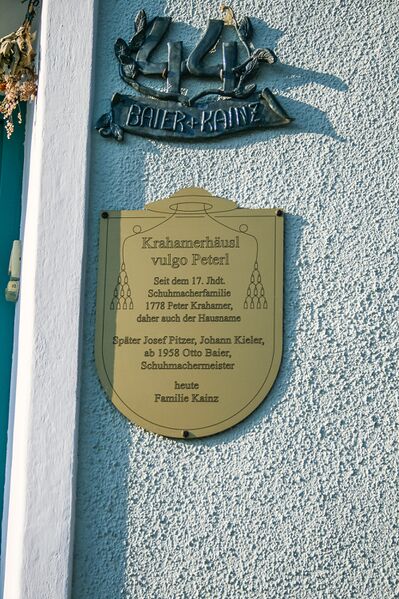 44
BAIER+KAINZ
Krahamerhäusl
vulgo Peterl
Seit dem 17. Jhdt.
Schuhmacherfamilie
1778 Peter Krahamer,
daher auch der Hausname
Später Josef Pitzer, Johann Kieler,
ab 1958 Otto Baier,
Schuhmachermeister
heute
Familie Kainz